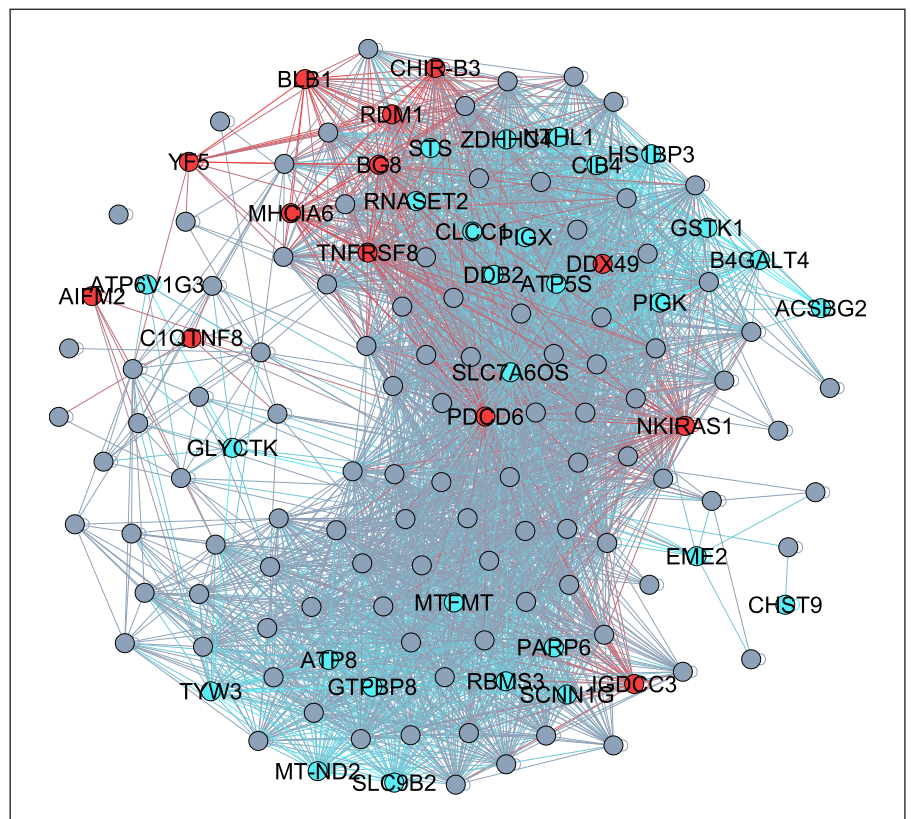 CHIR-B3
BLB1
RDM1
ZDHHC4
NTHL1
STS
HS1BP3
YF5
BG8
CIB4
RNASET2
MHCIA6
CLCC1
PIGX
GSTK1
TNFRSF8
DDX49
B4GALT4
DDB2
ATP5S
ATP6V1G3
AIFM2
PIGK
ACSBG2
C1QTNF8
SLC7A6OS
PDCD6
NKIRAS1
GLYCTK
EME2
MTFMT
CHST9
PARP6
ATP8
GTPBP8
RBMS3
IGDCC3
TYW3
SCNN1G
MT-ND2
SLC9B2